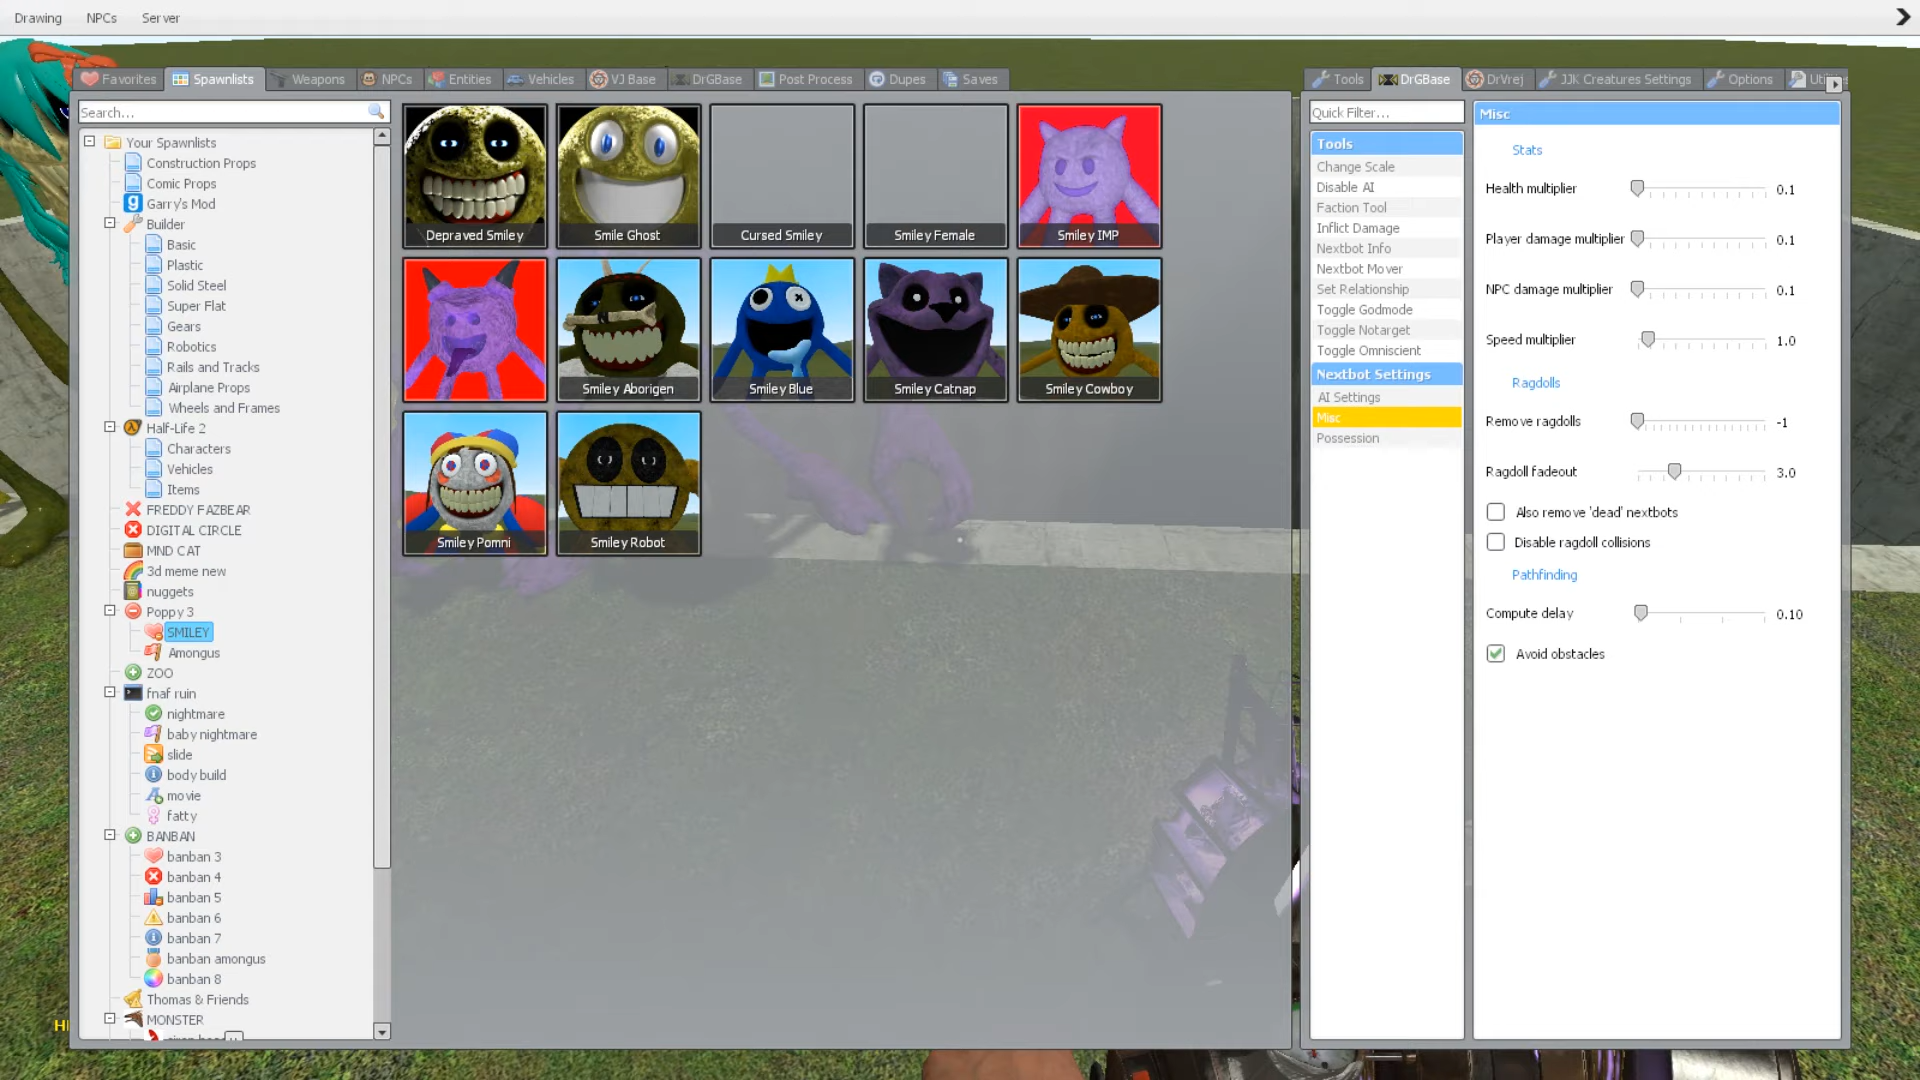 Drawing NPCs Server
Favorites Spawnlists Weapons NPCs Entities Vehicles VJ Base DrGBase Post Process Dupes Saves
Search...
Your Spawnlists
Construction Props
Comic Props
Garry's Mod
Builder
Basic
Plastic
Solid Steel
Super Flat
Gears
Robotics
Rails and Tracks
Airplane Props
Wheels and Frames
Half-Life 2
Characters
Vehicles
Items
FREDDY FAZBEAR
DIGITAL CIRCLE
MND CAT
3d meme new
nuggets
Poppy 3
SMILEY
Amongus
ZOO
fnaf ruin
nightmare
baby nightmare
slide
body build
movie
fatty
BANBAN
banban 3
banban 4
banban 5
banban 6
banban 7
banban amongus
banban 8
Thomas & Friends
MONSTER
Depraved Smiley Smile Ghost Cursed Smiley Smiley Female Smiley IMP
Smiley Aborigen Smiley Blue Smiley Catnap Smiley Cowboy
Smiley Pomni Smiley Robot
Tools DrGBase DrVrej JJK Creatures Settings Options
Quick Filter...
Tools
Change Scale
Disable AI
Faction Tool
Inflict Damage
Nextbot Info
Nextbot Mover
Set Relationship
Toggle Godmode
Toggle Notarget
Toggle Omniscient
Nextbot Settings
AI Settings
Misc
Possession
Misc
Stats
Health multiplier 0.1
Player damage multiplier 0.1
NPC damage multiplier 0.1
Speed multiplier 1.0
Ragdolls
Remove ragdolls -1
Ragdoll fadeout 3.0
Also remove 'dead' nextbots
Disable ragdoll collisions
Pathfinding
Compute delay 0.10
Avoid obstacles